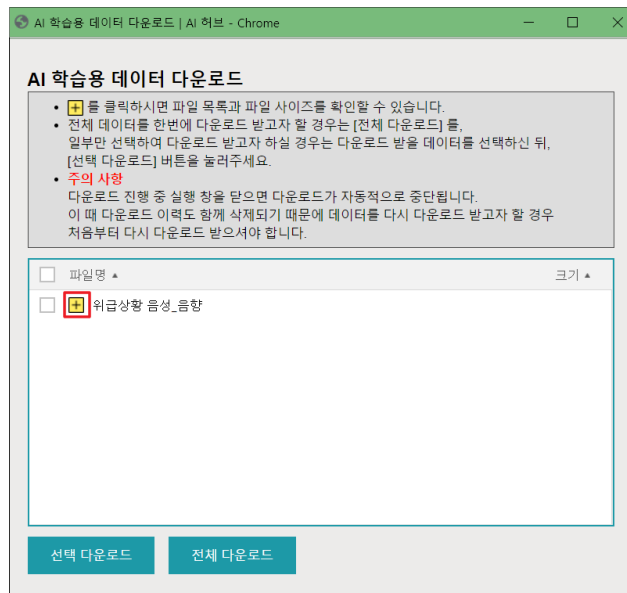 AI 학습용 데이터 다운로드 | AI 허브 - Chrome
AI 학습용 데이터 다운로드
• + 를 클릭하시면 파일 목록과 파일 사이즈를 확인할 수 있습니다.
• 전체 데이터를 한번에 다운로드 받고자 할 경우는 [전체 다운로드] 를,
일부만 선택하여 다운로드 받고자 하실 경우는 다운로드 받을 데이터를 선택하신 뒤,
[선택 다운로드] 버튼을 눌러주세요.
• 주의 사항
다운로드 진행 중 실행 창을 닫으면 다운로드가 자동적으로 중단됩니다.
이 때 다운로드 이력도 함께 삭제되기 때문에 데이터를 다시 다운로드 받고자 할 경우
처음부터 다시 다운로드 받으셔야 합니다.
파일명 ▲ 크기 ▲
+ 위급상황 음성_음향
선택 다운로드 전체 다운로드